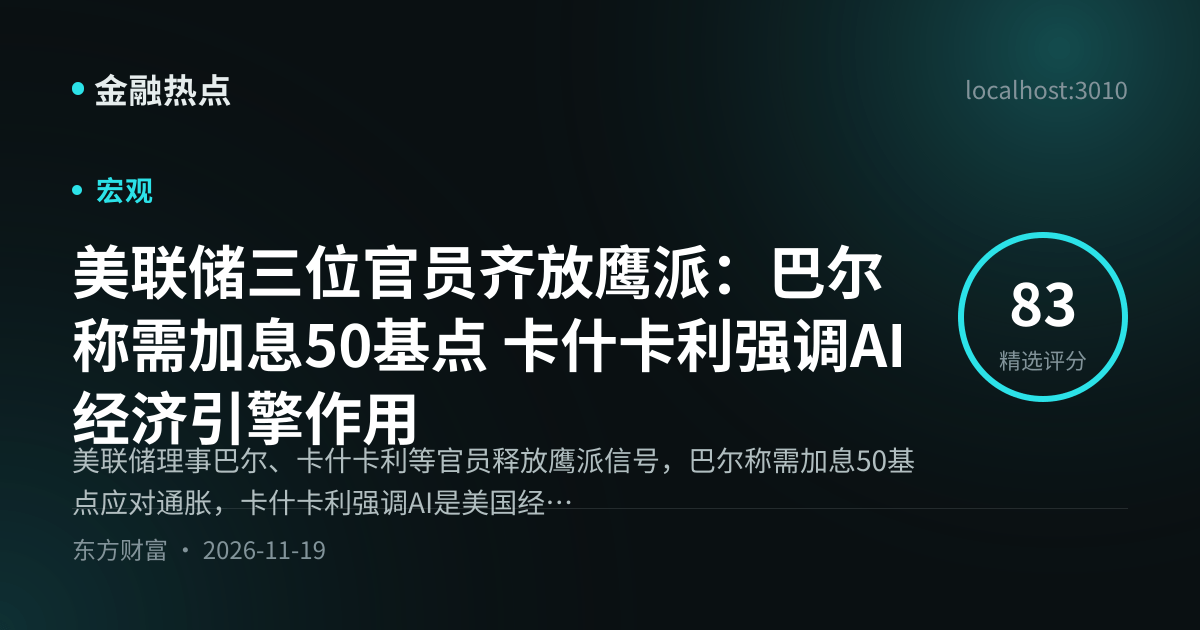 金融热点
localhost:3010
宏观
美联储三位官员齐放鹰派：巴尔
称需加息50基点 卡什卡利强调AI
经济引擎作用
83
精选评分
美联储理事巴尔、卡什卡利等官员释放鹰派信号，巴尔称需加息50基
点应对通胀，卡什卡利强调AI是美国经…
东方财富 • 2026-11-19